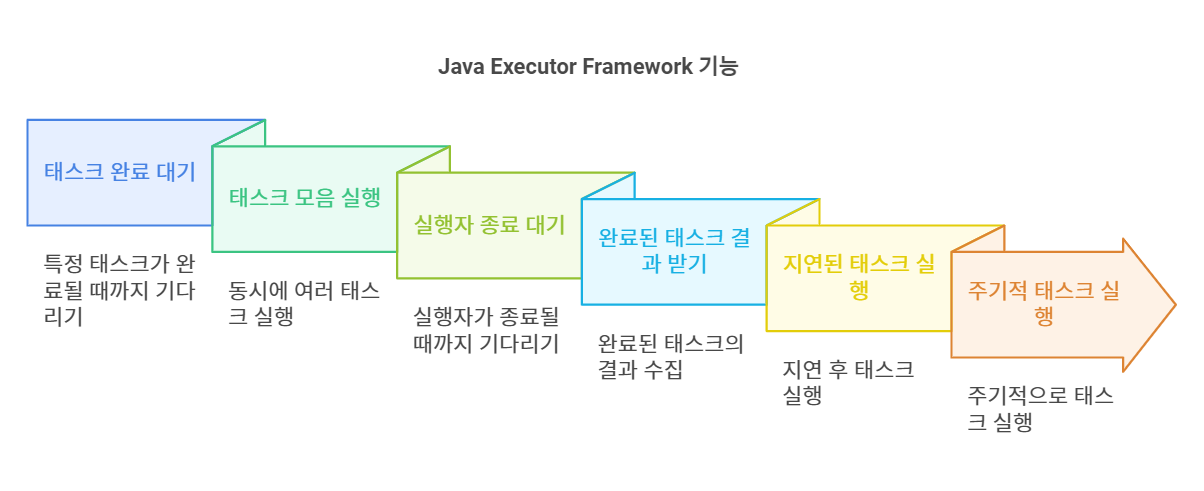 Java Executor Framework 기능
태스크 완료 대기
특정 태스크가 완
료될 때까지 기다
리기
태스크 모음 실행
동시에 여러 태스
크 실행
실행자 종료 대기
실행자가 종료될
때까지 기다리기
완료된 태스크 결
과 받기
완료된 태스크의
결과 수집
지연된 태스크 실
행
지연 후 태스크
실행
주기적 태스크 실
행
주기적으로 태스
크 실행